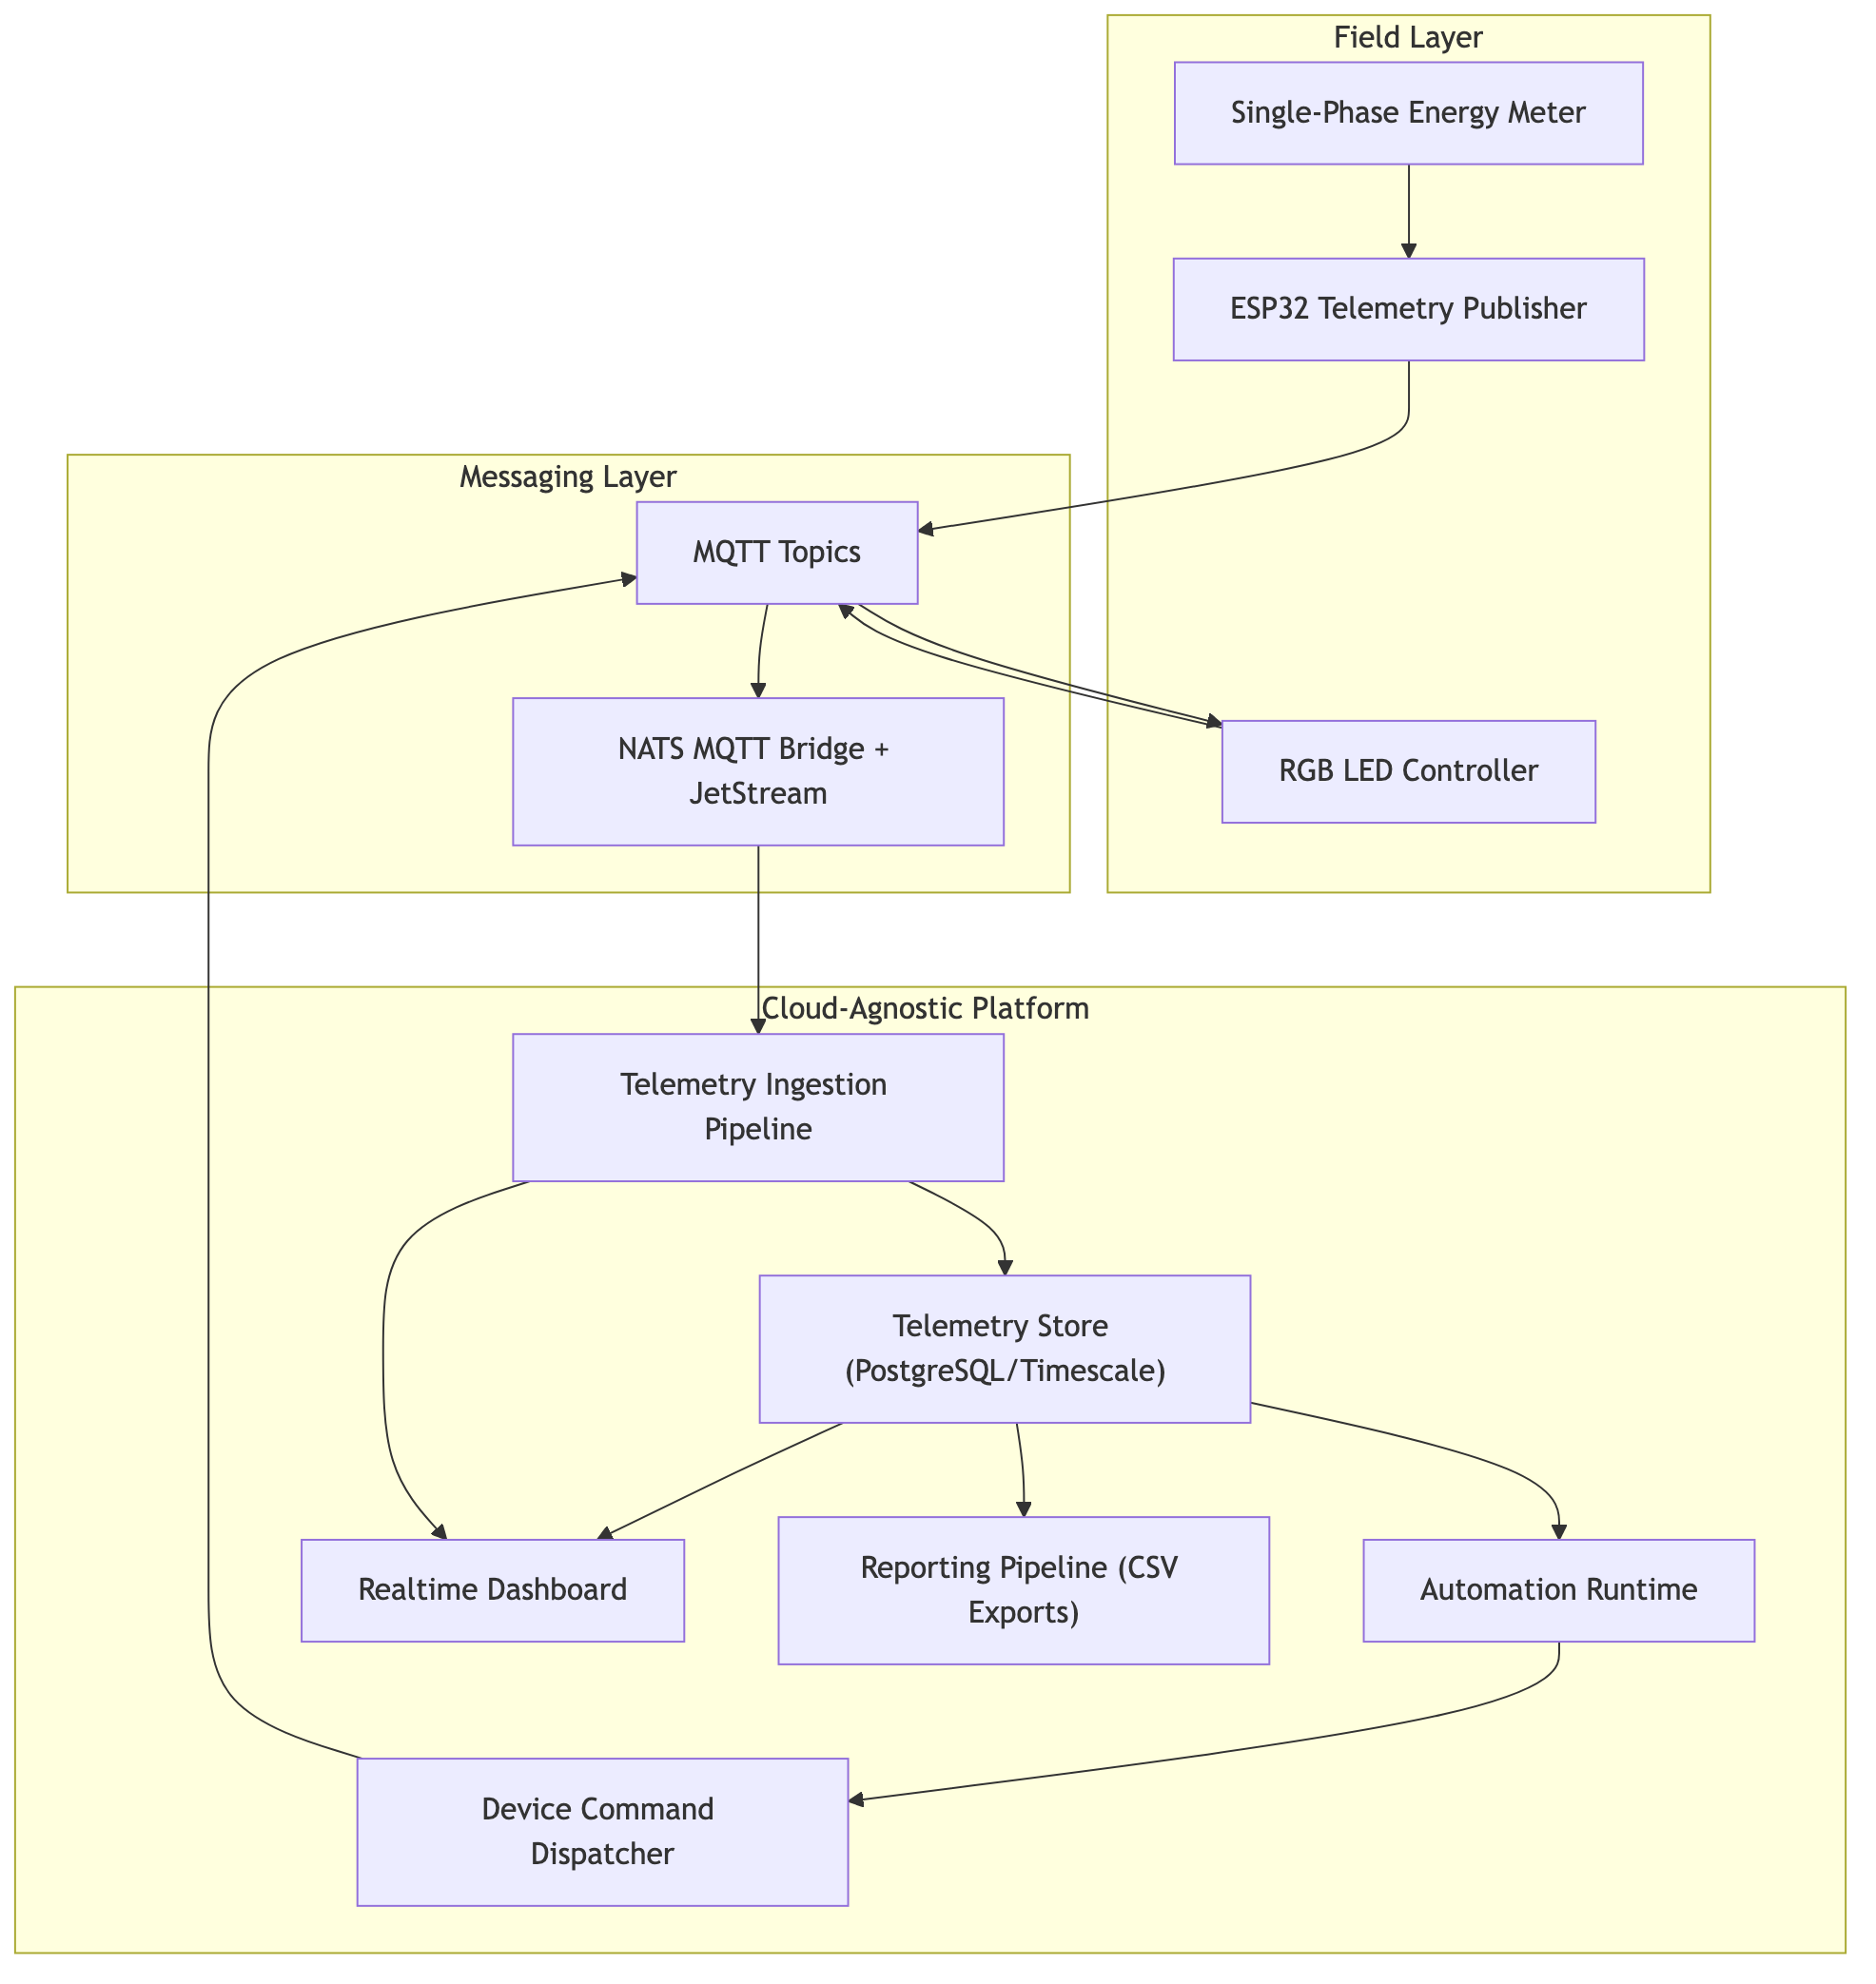 Field Layer
Single-Phase Energy Meter
ESP32 Telemetry Publisher
Messaging Layer
MQTT Topics
NATS MQTT Bridge +
JetStream
RGB LED Controller
Cloud-Agnostic Platform
Telemetry Ingestion
Pipeline
Telemetry Store
(PostgreSQL/Timescale)
Realtime Dashboard
Reporting Pipeline (CSV
Exports)
Automation Runtime
Device Command
Dispatcher